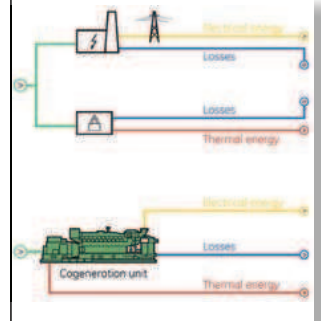 Electrical energy
Losses
Losses
Thermal energy
Electrical energy
Losses
Cogeneration unit
Thermal energy